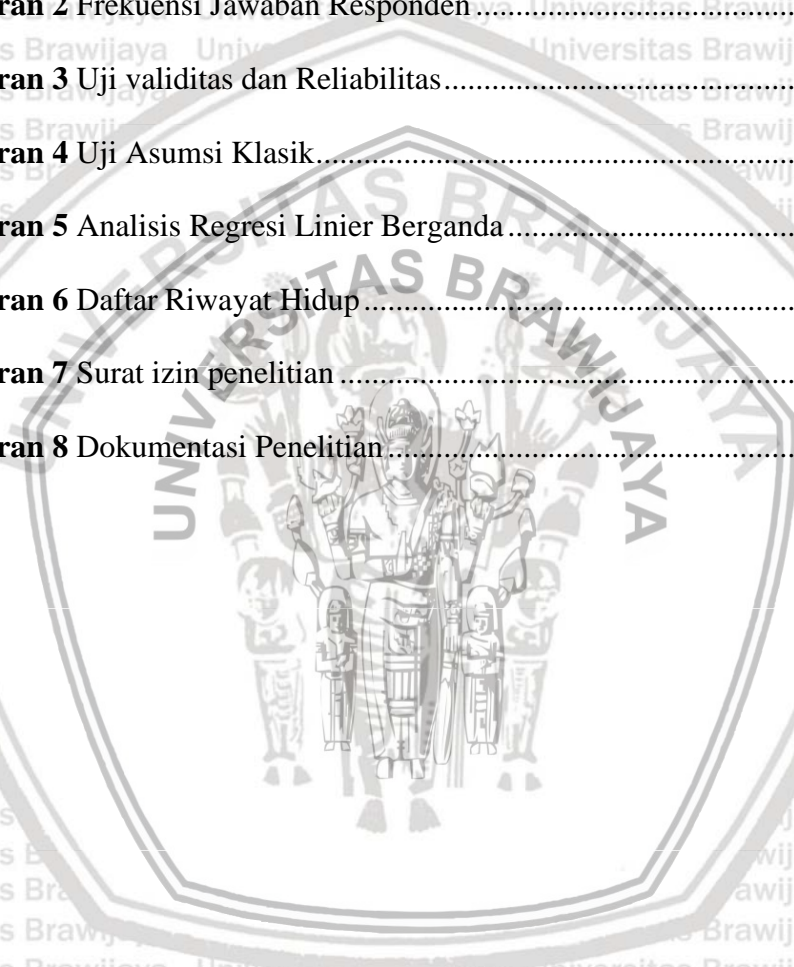 ran 2 Frekuensi Jawaban Responden
ran 3 Uji validitas dan Reliabilitas
ran 4 Uji Asumsi Klasik
ran 5 Analisis Regresi Linier Berganda
ran 6 Daftar Riwayat Hidup
ran 7 Surat izin penelitian
ran 8 Dokumentasi Penelitian
UNIVERSITAS BRAWIJAYA
UNIVERSITAS BRAWIJAYA